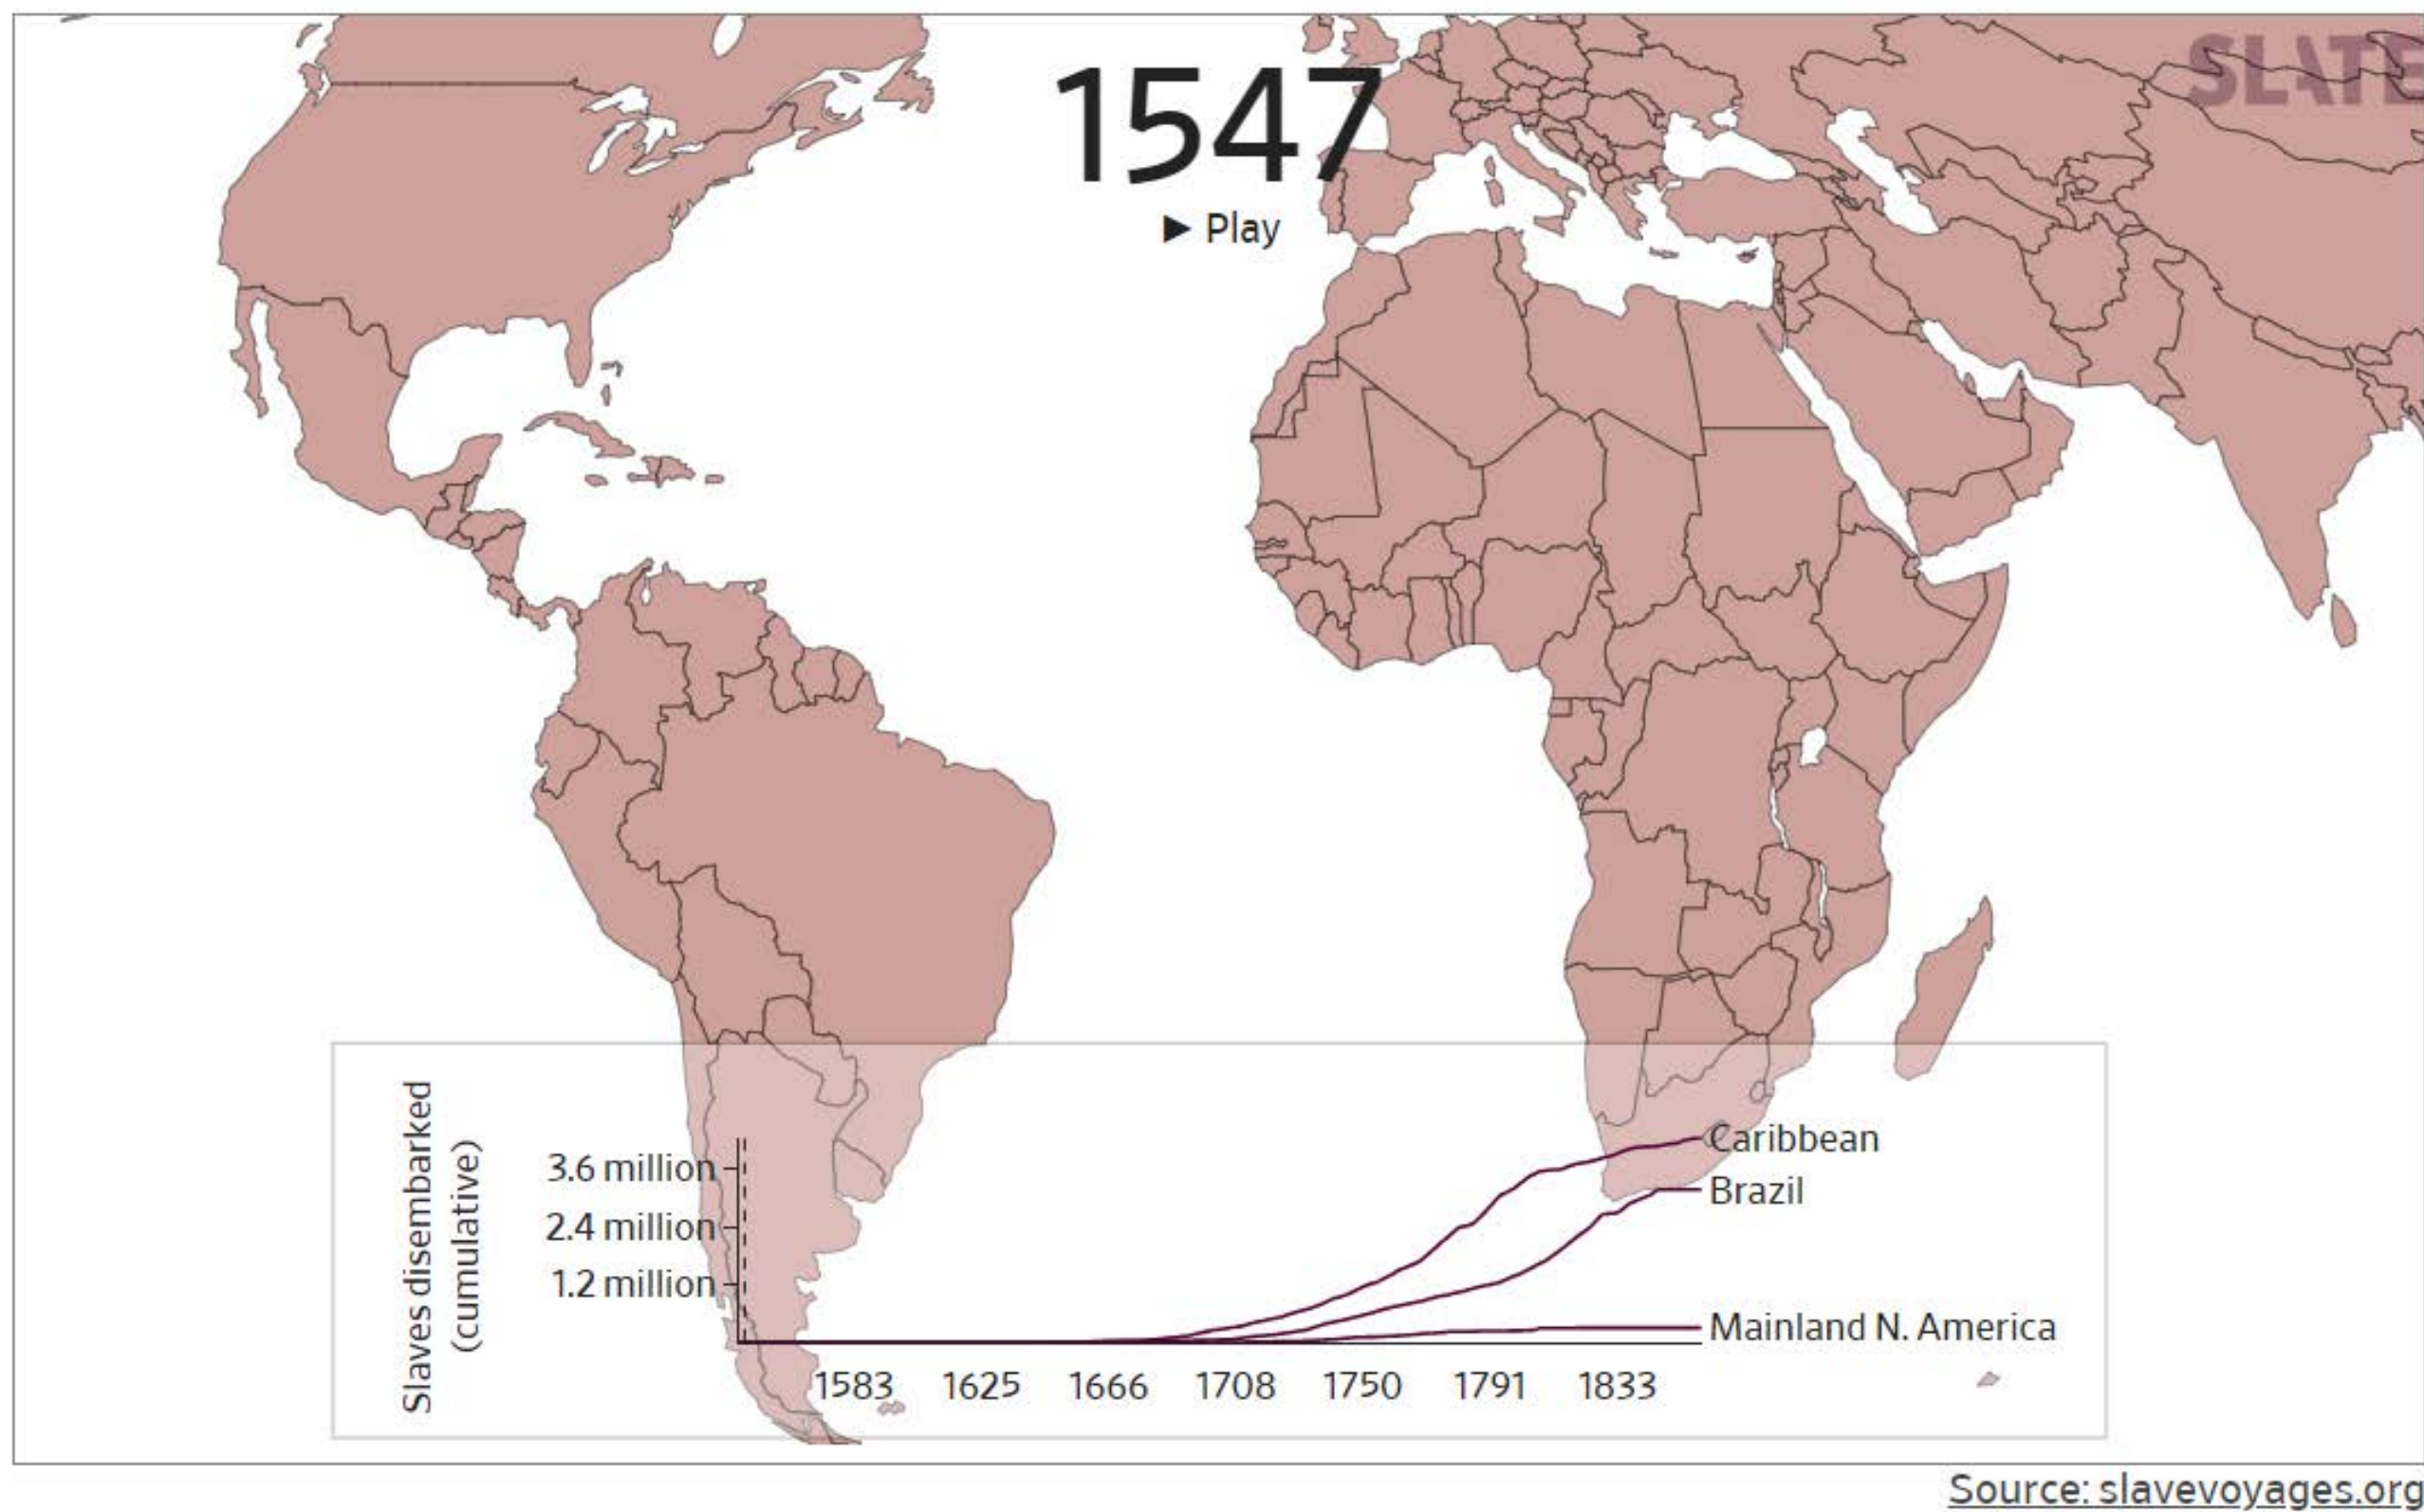 SLATE
1547
► Play
Slaves disembarked
(cumulative)
3.6 million
2.4 million
1.2 million
Caribbean
Brazil
Mainland N. America
1583 1625 1666 1708 1750 1791 1833
Source: slavevoyages.org